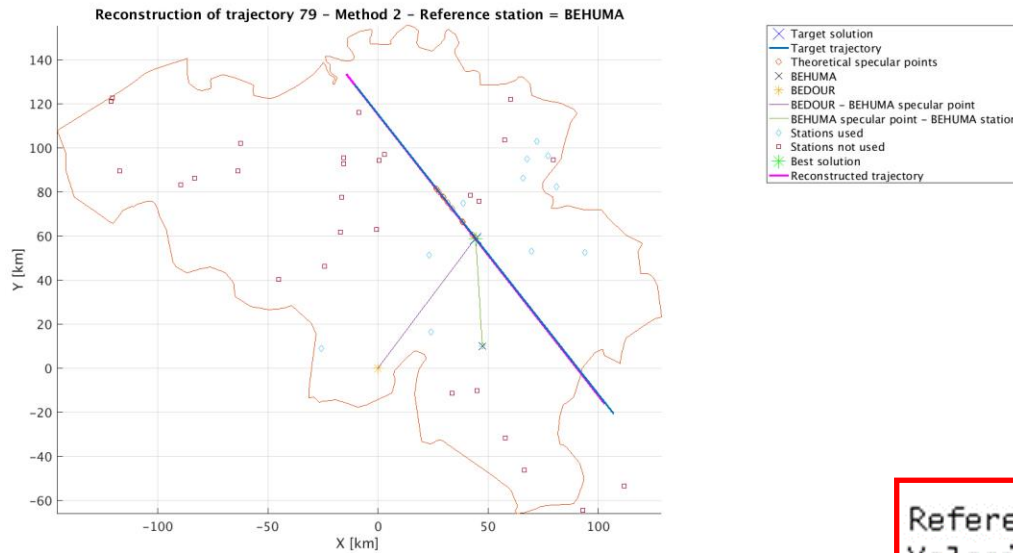 Reconstruction of trajectory 79 - Method 2 - Reference station = BEHUMA
140
120
100
80
60
40
20
0
-20
-40
-60
Y [km]
-100
-50
0
50
100
X [km]
Target solution
Target trajectory
Theoretical specular points
BEHUMA
BEDOUR
BEDOUR - BEHUMA specular point
BEHUMA specular point - BEHUMA station
Stations used
Stations not used
Best solution
Reconstructed trajectory
Refere